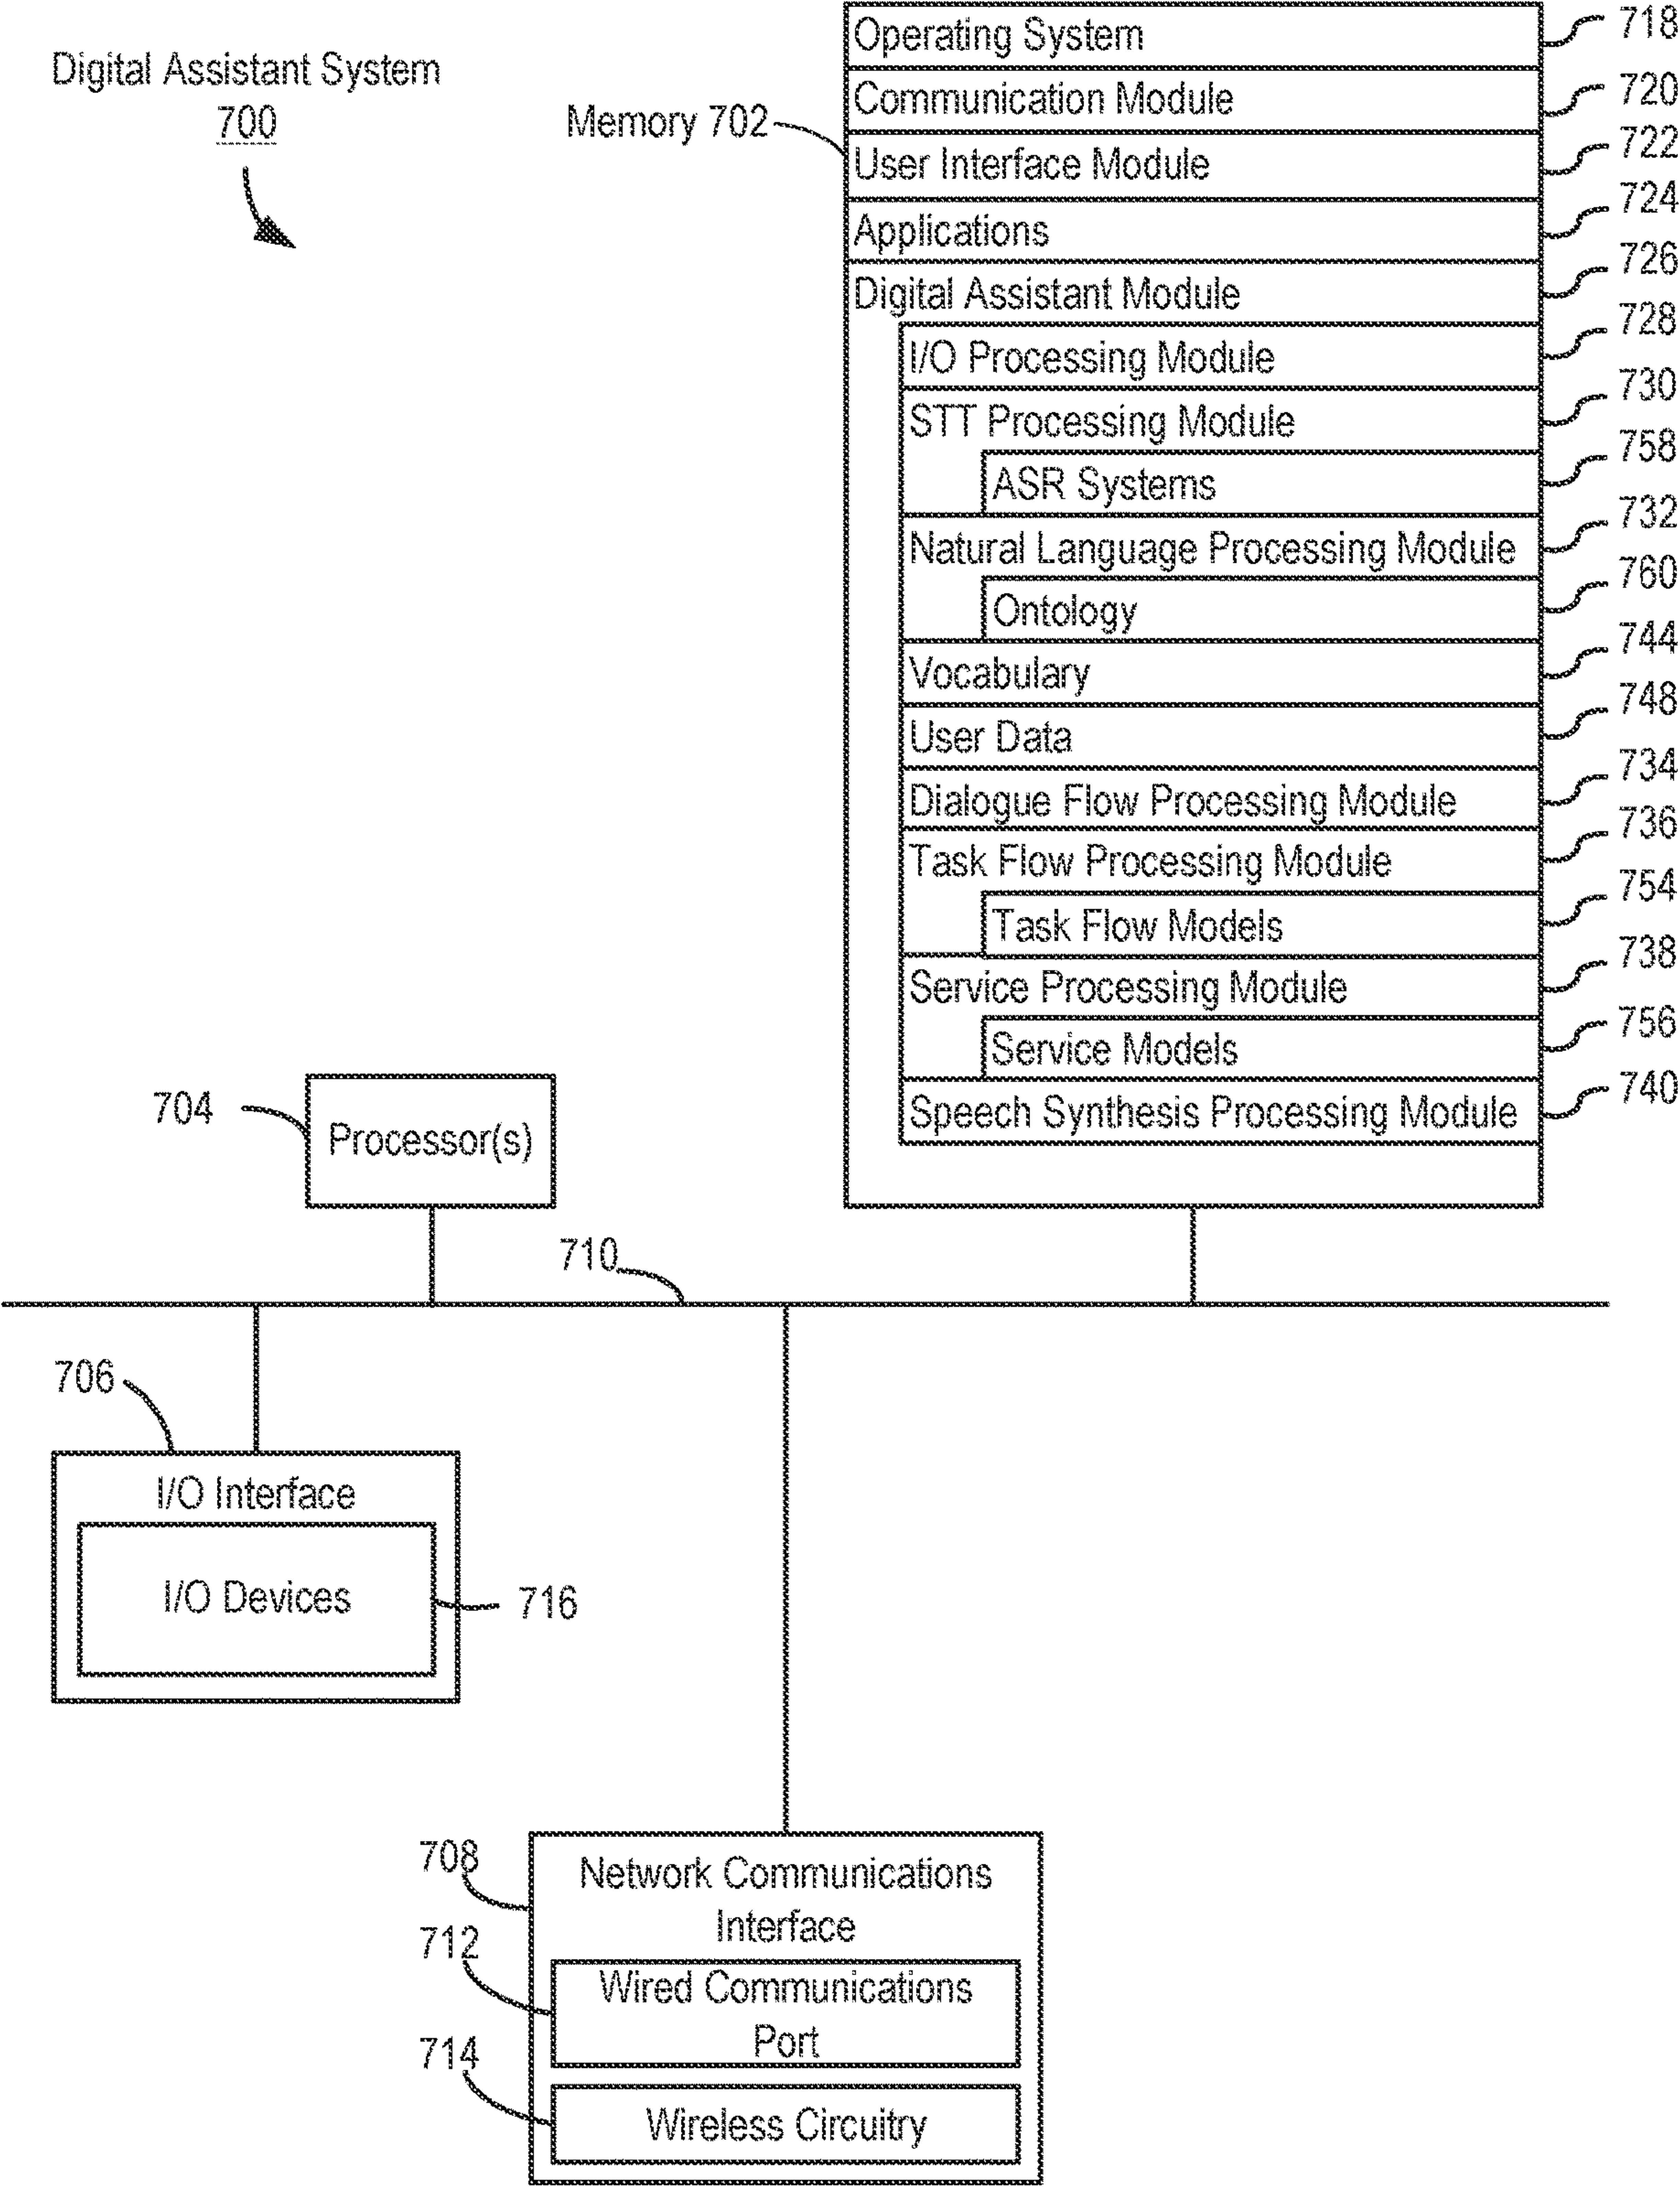 Digital Assistant System
700
Memory 702
Operating System 718
Communication Module 720
User Interface Module 722
Applications 724
Digital Assistant Module 726
I/O Processing Module 728
STT Processing Module 730
ASR Systems 758
Natural Language Processing Module 732
Ontology 760
Vocabulary 744
User Data 748
Dialogue Flow Processing Module 734
Task Flow Processing Module 736
Task Flow Models 754
Service Processing Module 738
Service Models 756
Speech Synthesis Processing Module 740
704
Processor(s)
710
706
I/O Interface
I/O Devices
716
708
Network Communications
Interface
712
Wired Communications
Port
714
Wireless Circuitry